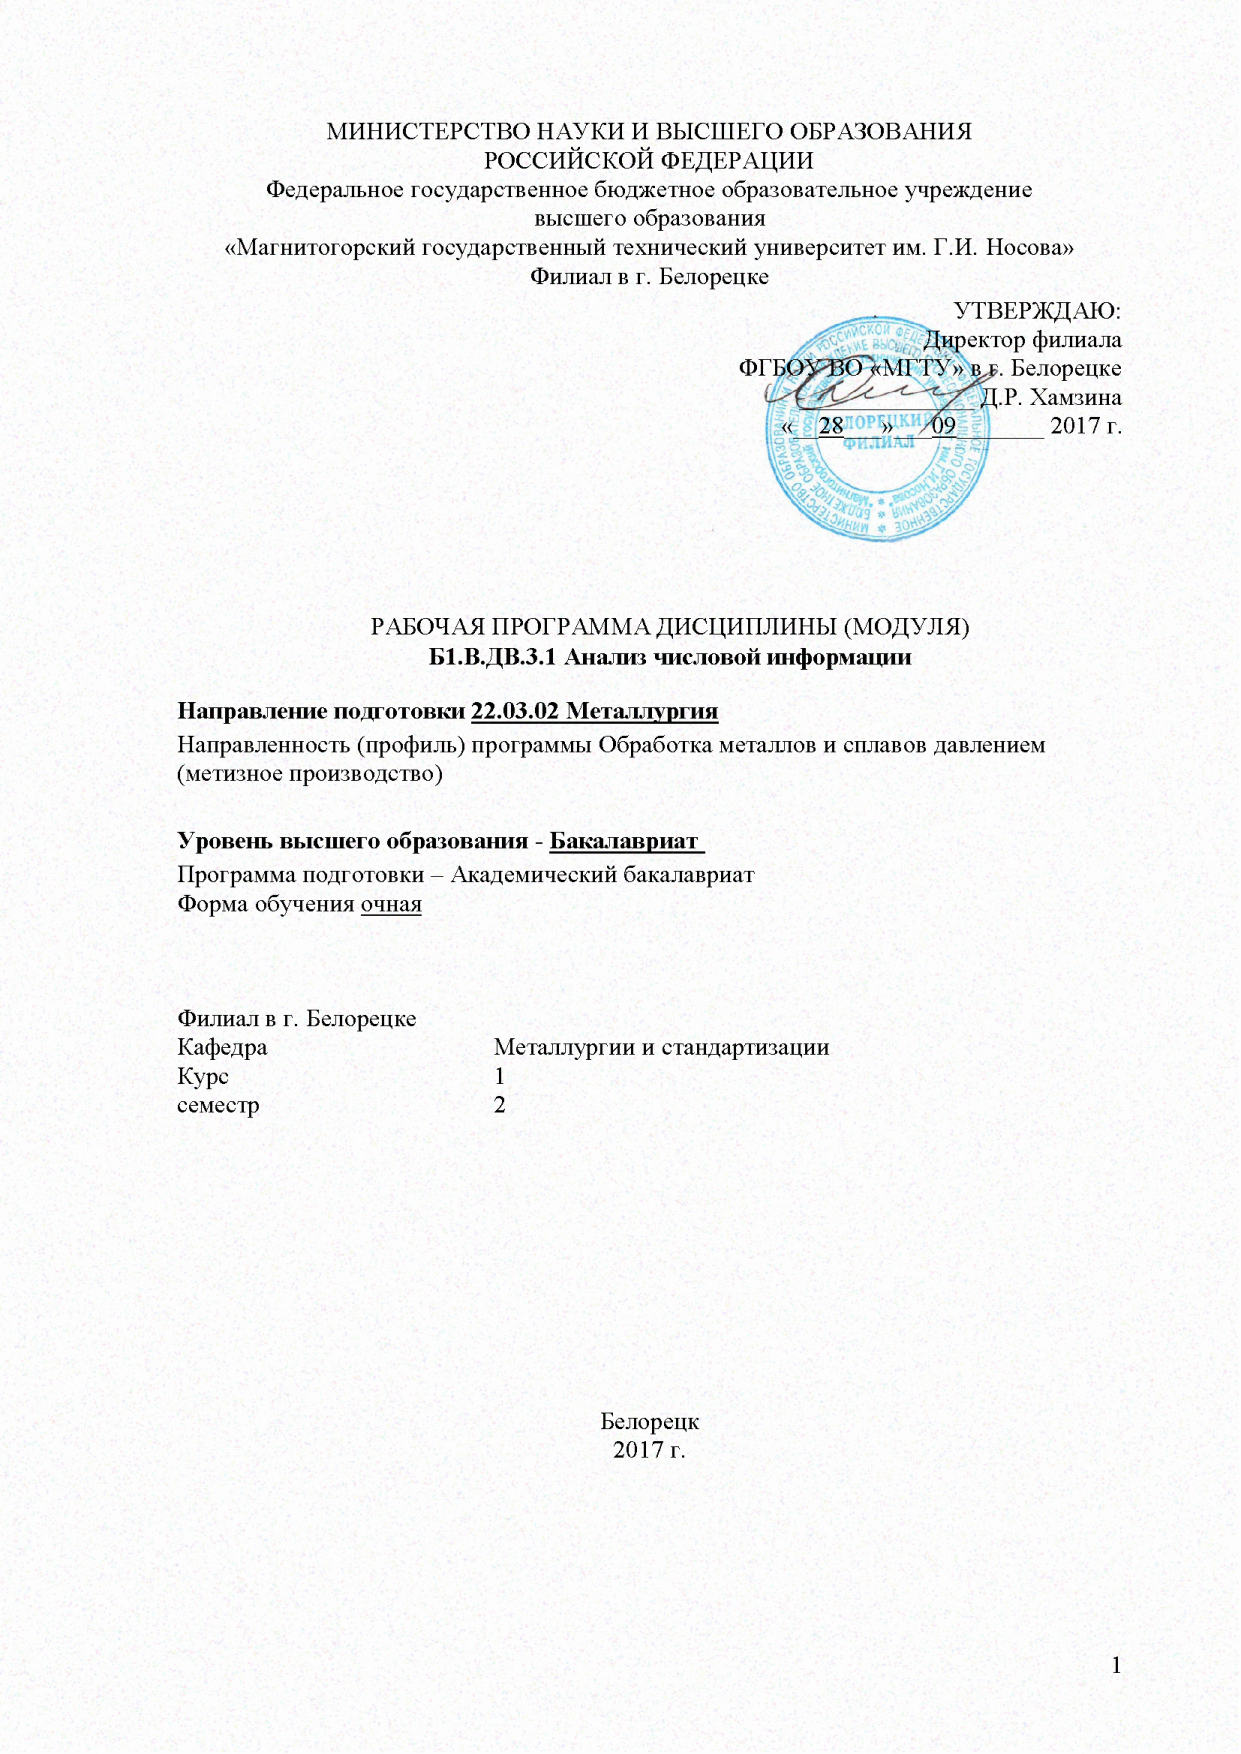 МИНИСТЕРСТВО НАУКИ И ВЫСШЕГО ОБРАЗОВАНИЯ
РОССИЙСКОЙ ФЕДЕРАЦИИ
Федеральное государственное бюджетное образовательное учреждение
высшего образования
«Магнитогорский государственный технический университет им. Г.И. Носова»
Филиал в г. Белорецке
УТВЕРЖДАЮ:
Директор филиала
ФГБОУ ВО «МГТУ» в г. Белорецке
Д.Р. Хамзина
« 28 » 09 2017 г.
БЕЛОРЕЦКИЙ
ФИЛИАЛ
РАБОЧАЯ ПРОГРАММА ДИСЦИПЛИНЫ (МОДУЛЯ)
Б1.В.ДВ.3.1 Анализ числовой информации
Направление подготовки 22.03.02 Металлургия
Направленность (профиль) программы Обработка металлов и сплавов давлением
(метизное производство)
Уровень высшего образования - Бакалавриат
Программа подготовки – Академический бакалавриат
Форма обучения очная
Филиал в г. Белорецке
Кафедра Металлургии и стандартизации
Курс 1
семестр 2
Белорецк
2017 г.
1